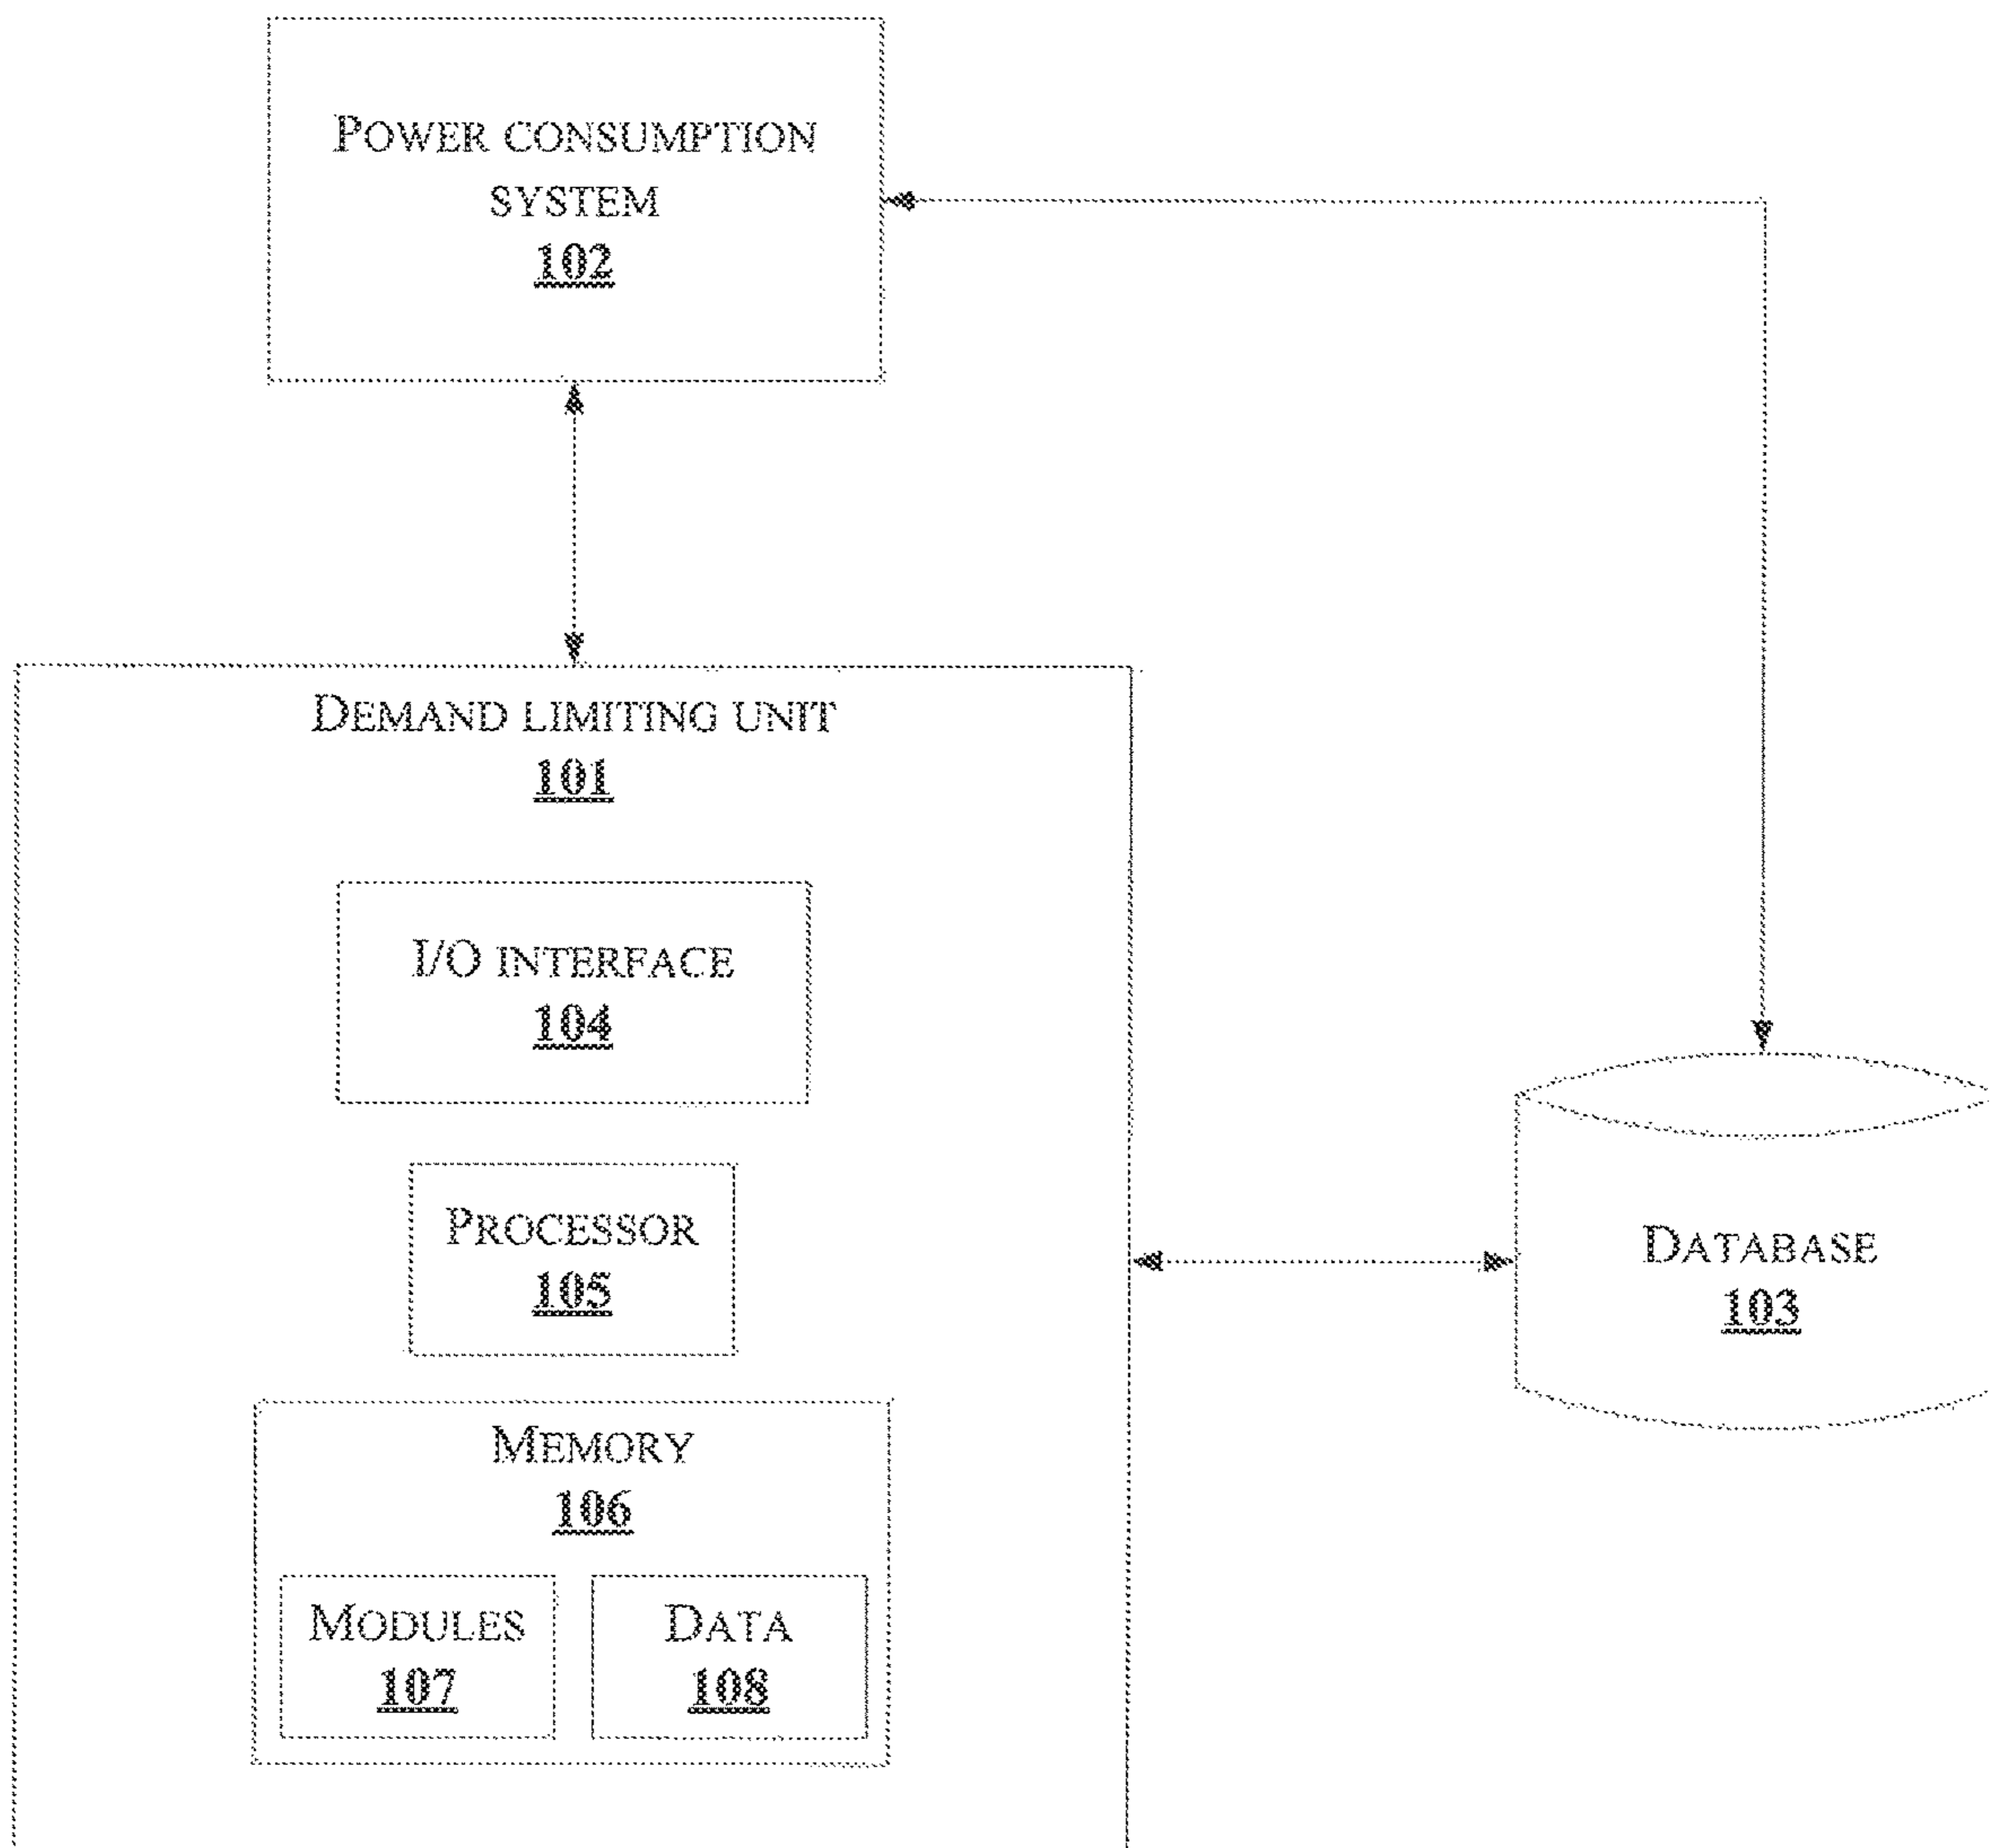 POWER CONSUMPTION
SYSTEM
102
DEMAND LIMITING UNIT
101
I/O INTERFACE
104
PROCESSOR
105
DATABASE
103
MEMORY
106
MODULES
107
DATA
108